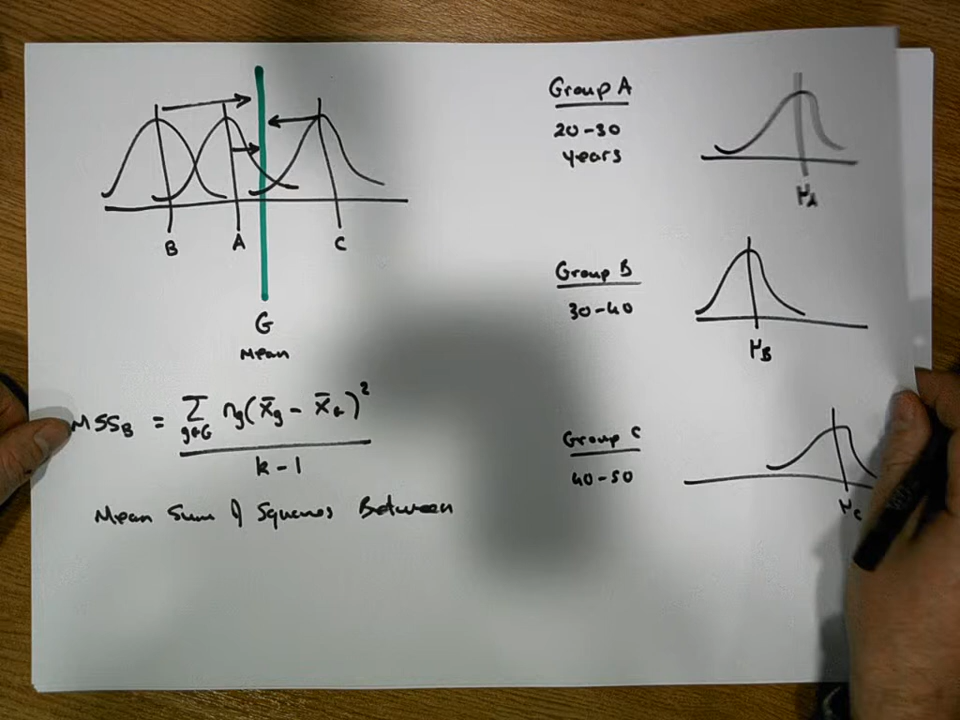 B A C
G
Mean
MSS_B = Σ_{g∈G} n_g(x̄_g - x̄_G)²
k - 1
Mean Sum of Squares Between
Group A
20-30
years
μ_A
Group B
30-40
μ_B
Group C
40-50
μ_C